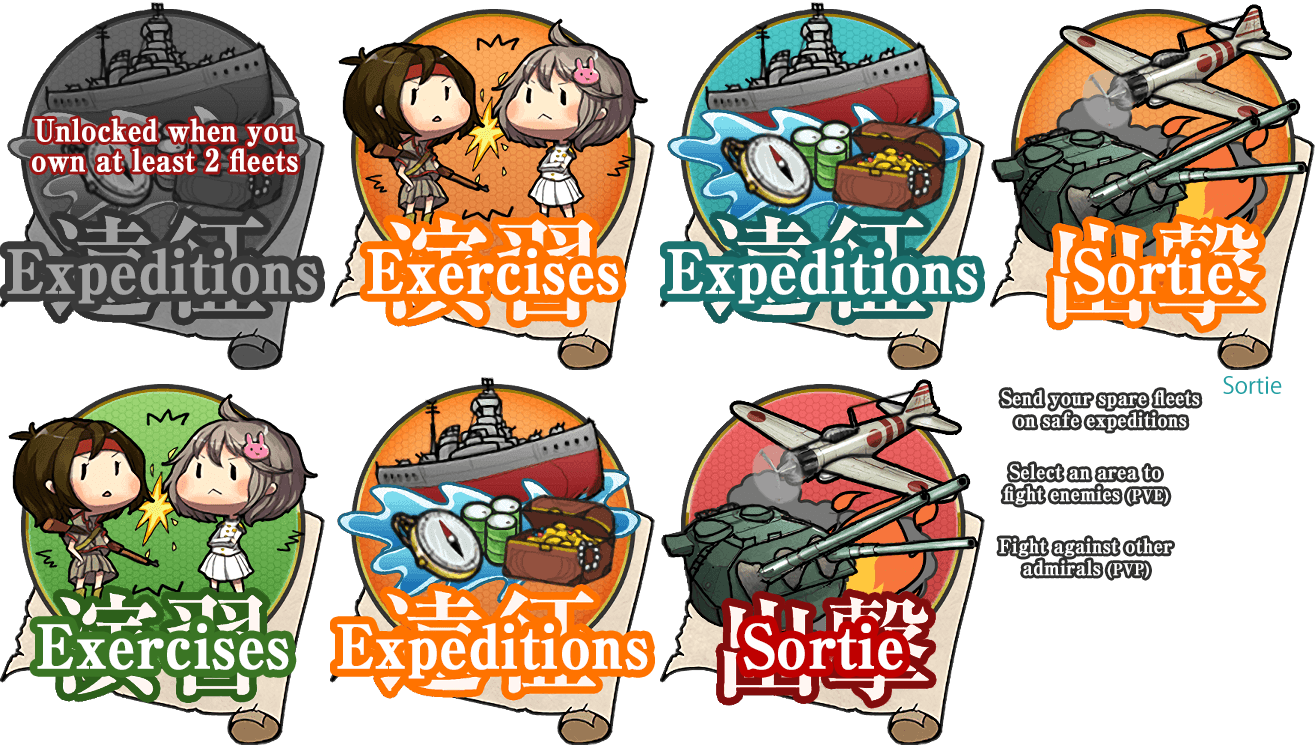 Unlocked when you
own at least 2 fleets
遠征
Expeditions
演習
Exercises
遠征
Expeditions
出撃
Sortie
演習
Exercises
遠征
Expeditions
出撃
Sortie
Sortie
Send your spare fleets
on safe expeditions
Select an area to
fight enemies (PVE)
Fight against other
admirals (PVP)